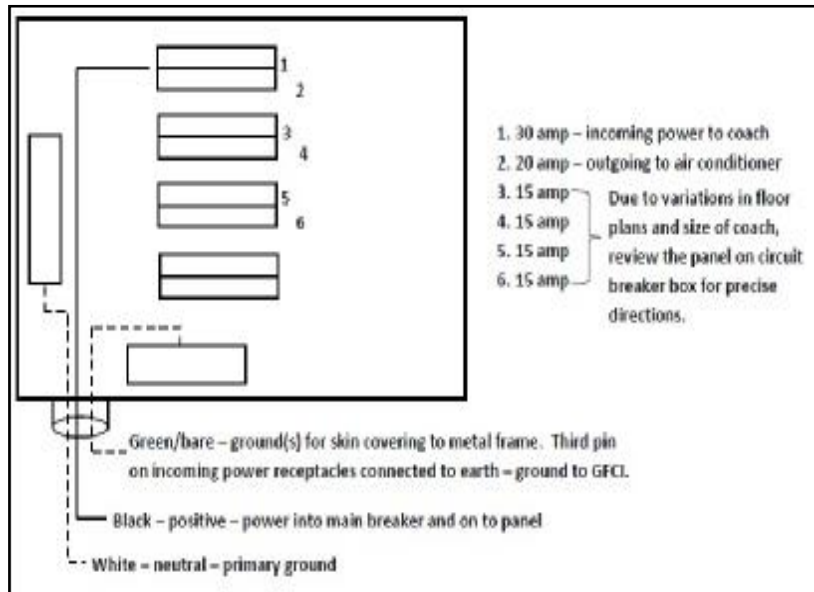 1
2
3
4
5
6
1. 30 amp – incoming power to coach
2. 20 amp – outgoing to air conditioner
3. 15 amp
4. 15 amp
5. 15 amp
6. 15 amp
Due to variations in floor
plans and size of coach,
review the panel on circuit
breaker box for precise
directions.
Green/bare – ground(s) for skin covering to metal frame. Third pin
on incoming power receptacles connected to earth – ground to GFCI.
Black – positive – power into main breaker and on to panel
White – neutral – primary ground